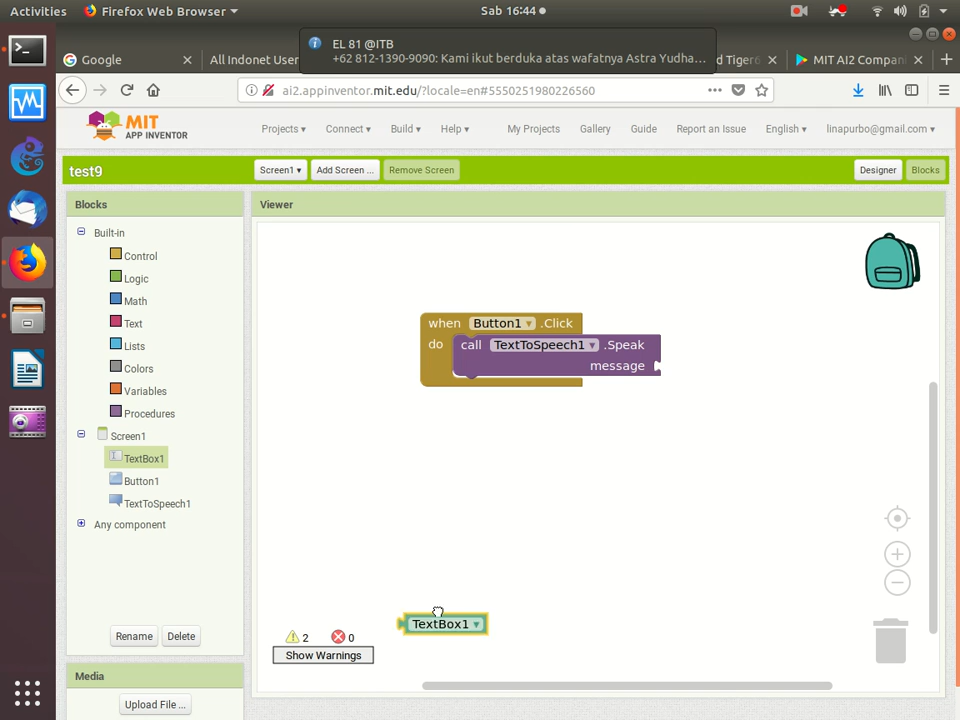 Activities
Firefox Web Browser ▾
Sab 16:44
EL 81 @ITB
+62 812-1390-9090: Kami ikut berduka atas wafatnya Astra Yudha...
Google
All Indonet User
Tiger6
MIT AI2 Compani
ai2.appinventor.mit.edu/?locale=en#5550251980226560
MIT
APP INVENTOR
Projects ▾
Connect ▾
Build ▾
Help ▾
My Projects
Gallery
Guide
Report an Issue
English ▾
linapurbo@gmail.com ▾
test9
Screen1 ▾
Add Screen ...
Remove Screen
Designer
Blocks
Blocks
Built-in
Control
Logic
Math
Text
Lists
Colors
Variables
Procedures
Screen1
TextBox1
Button1
TextToSpeech1
Any component
Rename
Delete
Media
Upload File ...
Viewer
when Button1 ▾ .Click
do call TextToSpeech1 ▾ .Speak
message
TextBox1 ▾
2
0
Show Warnings